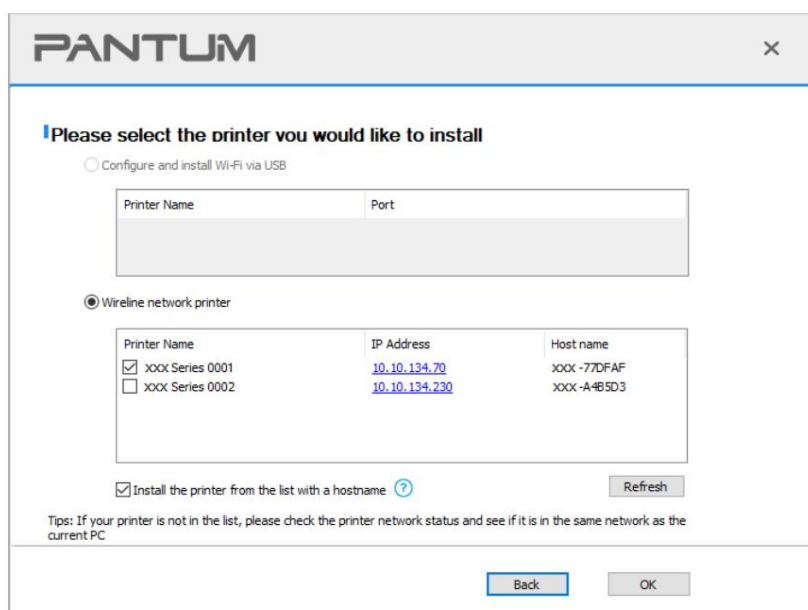 PANTUM
Please select the printer you would like to install
Configure and install Wi-Fi via USB
Printer Name Port
Wireline network printer
Printer Name IP Address Host name
XXX Series 0001 10.10.134.70 XXX -77DFAF
XXX Series 0002 10.10.134.230 XXX -A4B5D3
Install the printer from the list with a hostname ?
Refresh
Tips: If your printer is not in the list, please check the printer network status and see if it is in the same network as the
current PC
Back OK